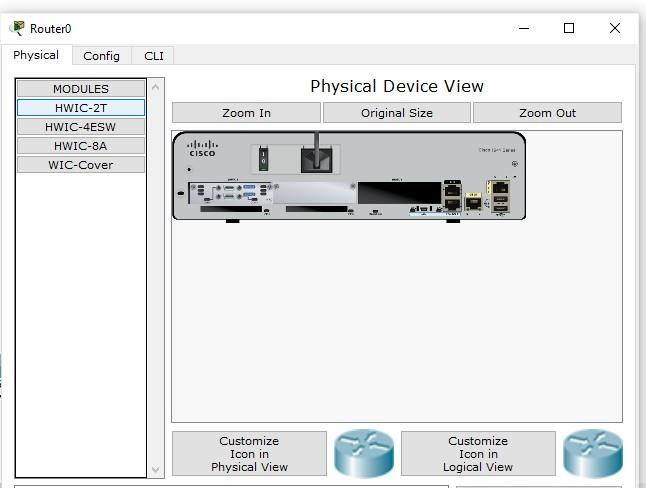 Router0
Physical
Config
CLI
MODULES
HWIC-2T
HWIC-4ESW
HWIC-8A
WIC-Cover
Physical Device View
Zoom In
Original Size
Zoom Out
CISCO
Customize
Icon in
Physical View
Customize
Icon in
Logical View